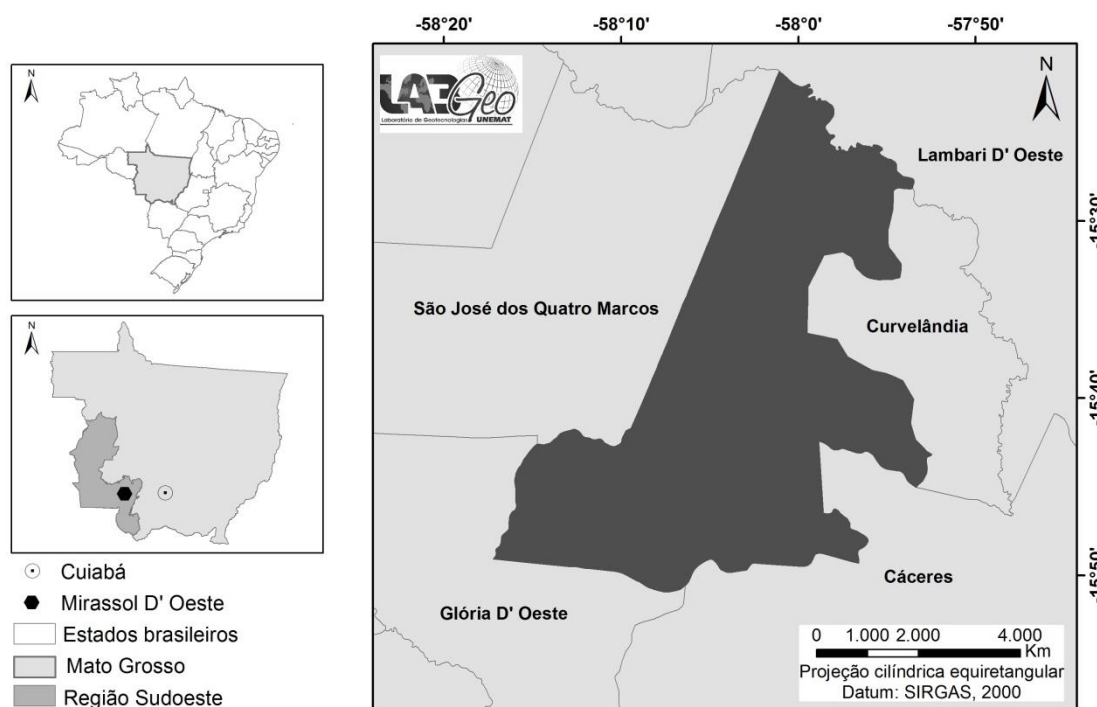 N
N
Cuiabá
Mirassol D' Oeste
Estados brasileiros
Mato Grosso
Região Sudoeste
-58°20'
-58°10'
-58°0'
-57°50'
LABGeo
Laboratório de Geotecnologias UNEMAT
N
Lambari D' Oeste
-15°30'
São José dos Quatro Marcos
Curvelândia
-15°40'
Cáceres
-15°50'
Glória D' Oeste
0 1.000 2.000 4.000
Km
Projeção cilíndrica equiretangular
Datum: SIRGAS, 2000